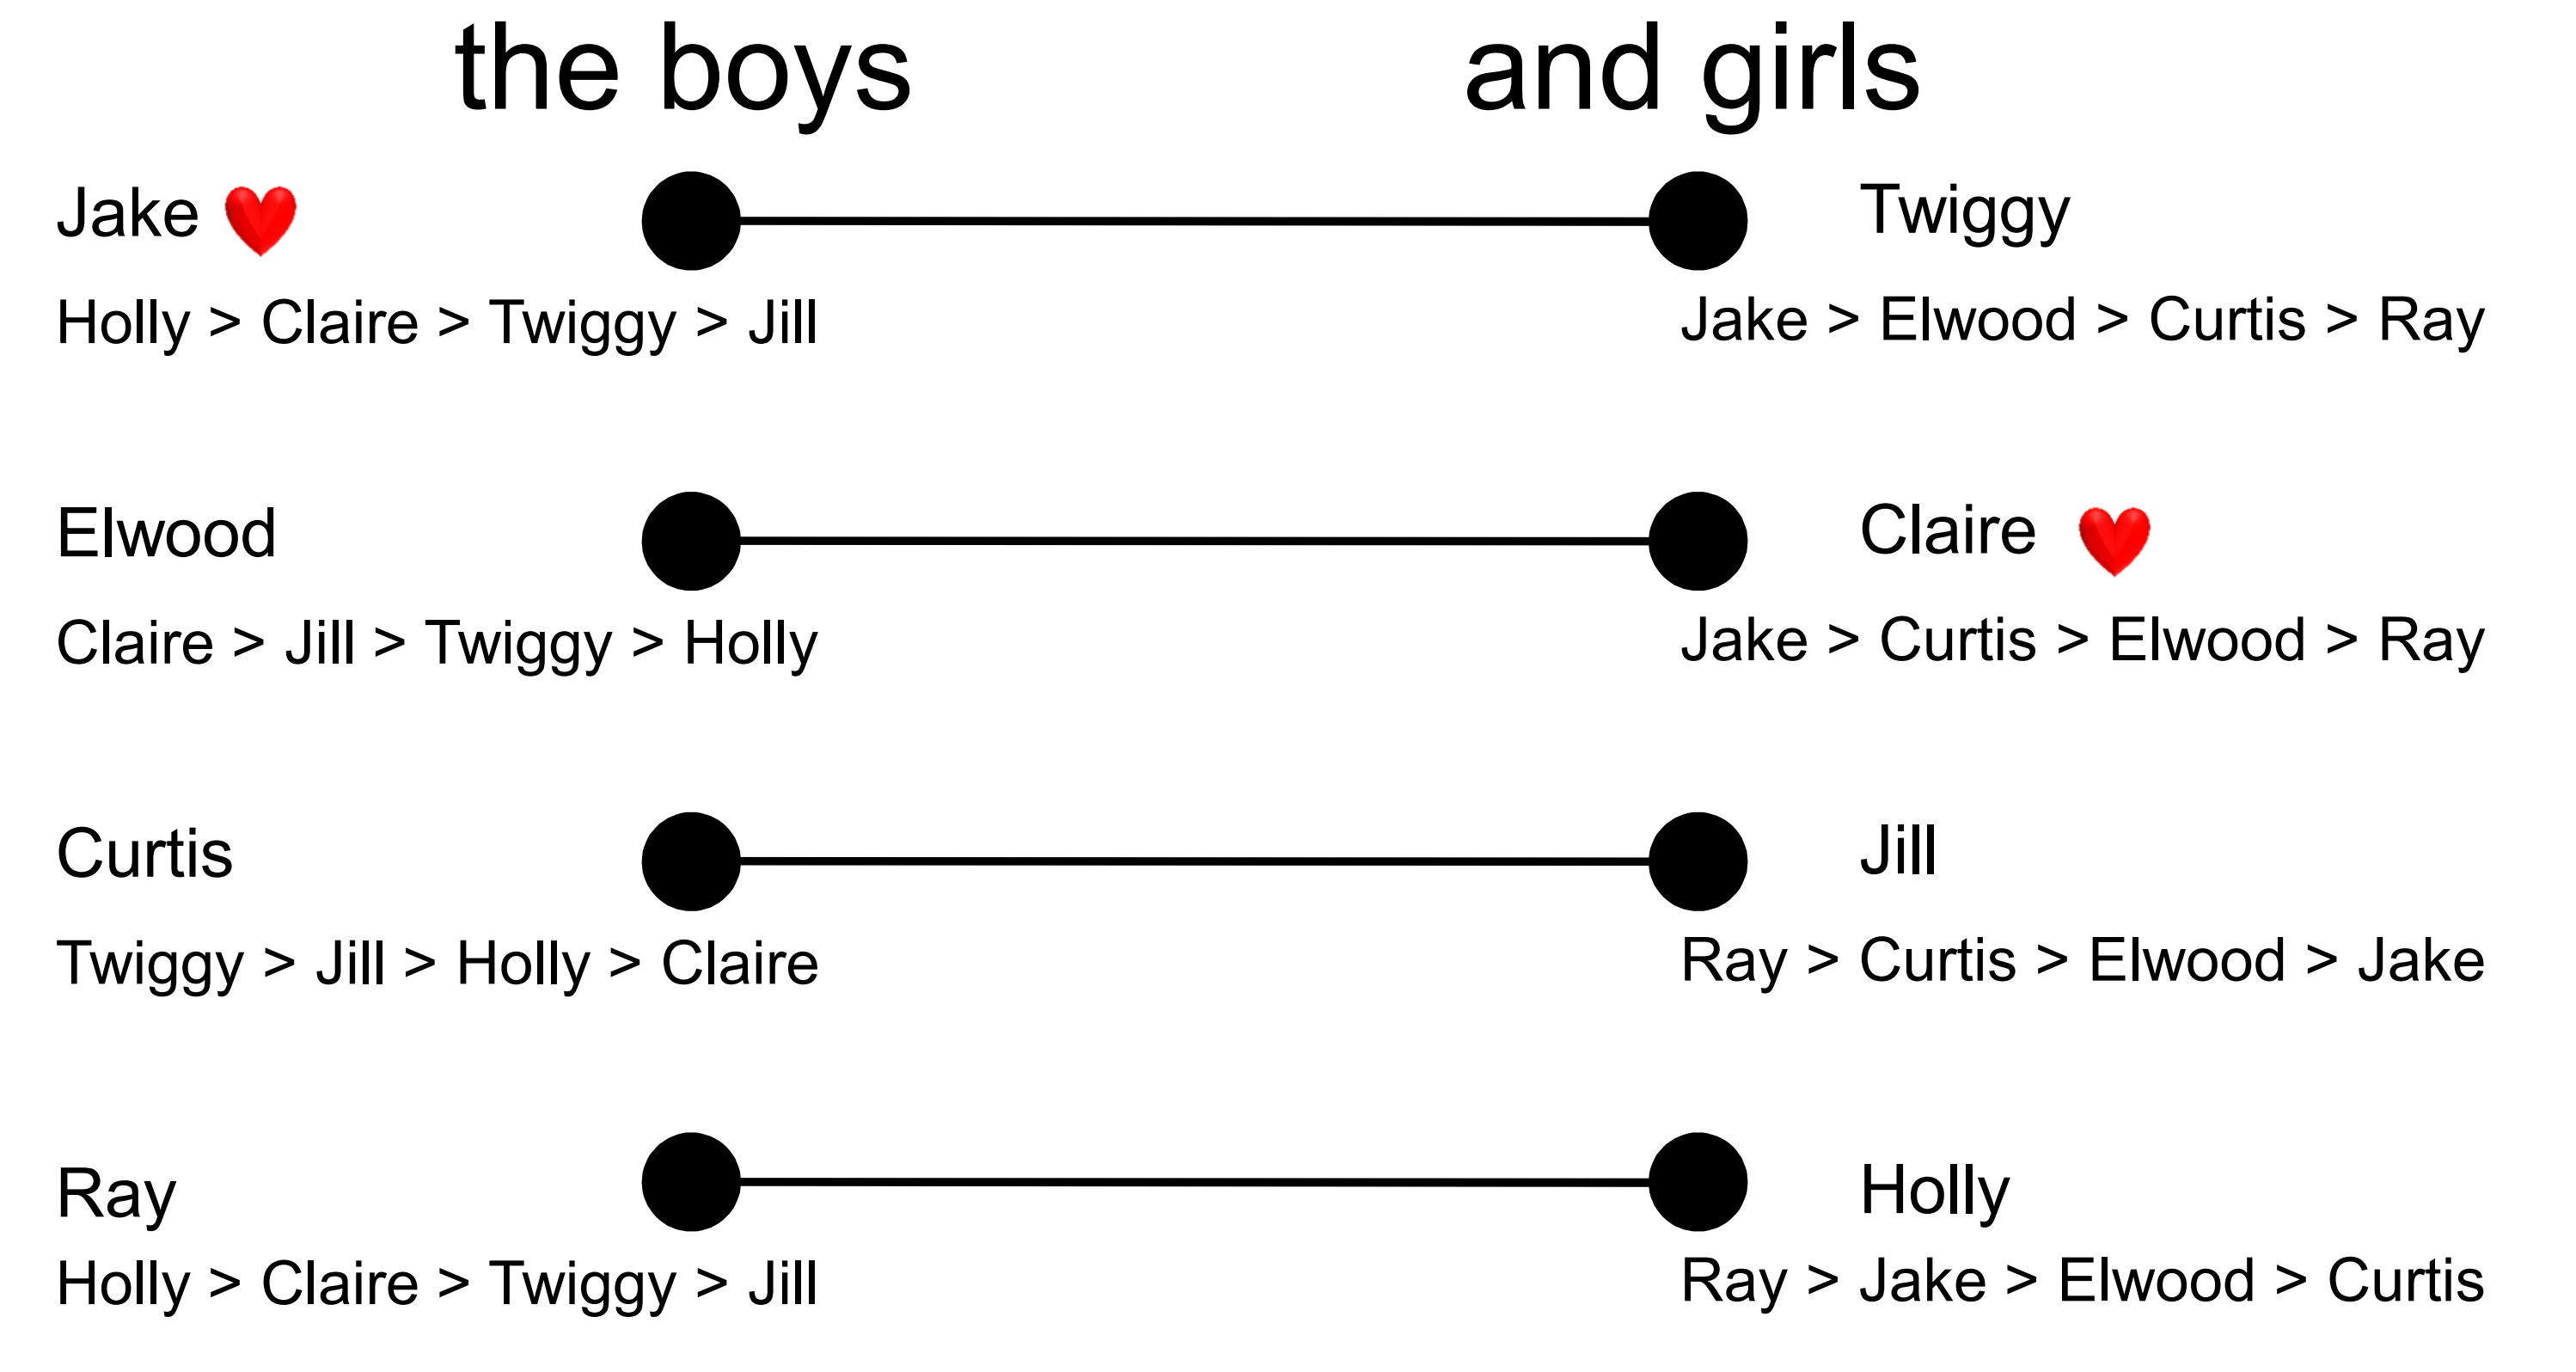 the boys and girls
Jake Twiggy
Holly > Claire > Twiggy > Jill Jake > Elwood > Curtis > Ray
Elwood Claire
Claire > Jill > Twiggy > Holly Jake > Curtis > Elwood > Ray
Curtis Jill
Twiggy > Jill > Holly > Claire Ray > Curtis > Elwood > Jake
Ray Holly
Holly > Claire > Twiggy > Jill Ray > Jake > Elwood > Curtis